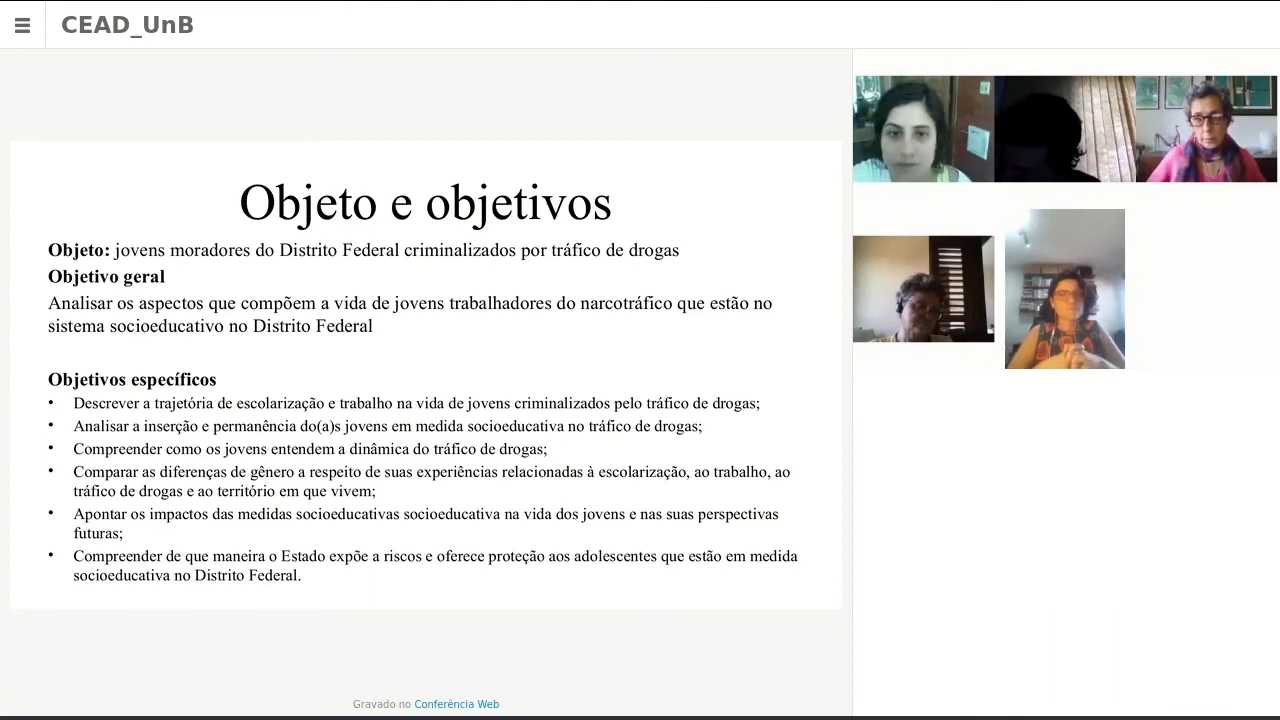 CEAD_UnB
Objeto e objetivos
Objeto: jovens moradores do Distrito Federal criminalizados por tráfico de drogas
Objetivo geral
Analisar os aspectos que compõem a vida de jovens trabalhadores do narcotráfico que estão no
sistema socioeducativo no Distrito Federal
Objetivos específicos
• Descrever a trajetória de escolarização e trabalho na vida de jovens criminalizados pelo tráfico de drogas;
• Analisar a inserção e permanência do(a)s jovens em medida socioeducativa no tráfico de drogas;
• Compreender como os jovens entendem a dinâmica do tráfico de drogas;
• Comparar as diferenças de gênero a respeito de suas experiências relacionadas à escolarização, ao trabalho, ao
tráfico de drogas e ao território em que vivem;
• Apontar os impactos das medidas socioeducativas socioeducativa na vida dos jovens e nas suas perspectivas
futuras;
• Compreender de que maneira o Estado expõe a riscos e oferece proteção aos adolescentes que estão em medida
socioeducativa no Distrito Federal.
Gravado no Conferência Web